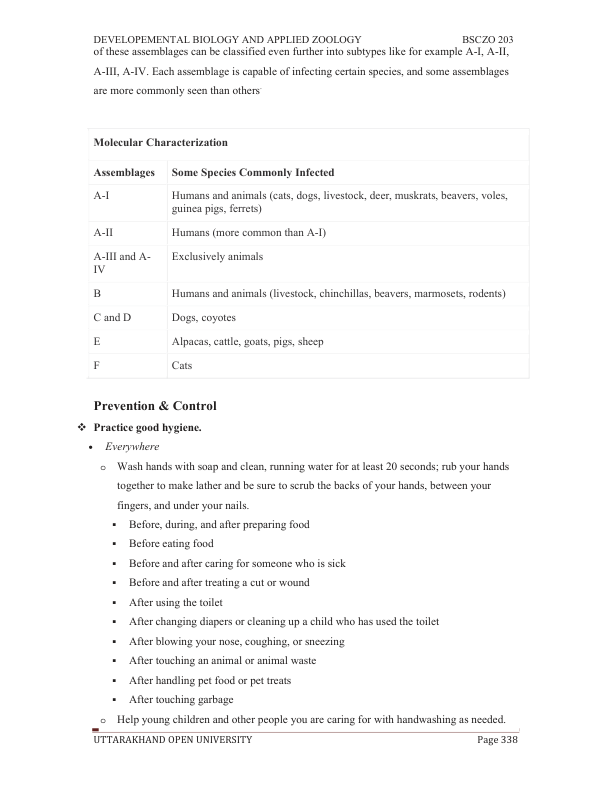 DEVELOPEMENTAL BIOLOGY AND APPLIED ZOOLOGY BSCZO 203
of these assemblages can be classified even further into subtypes like for example A-I, A-II,
A-III, A-IV. Each assemblage is capable of infecting certain species, and some assemblages
are more commonly seen than others.
Molecular Characterization
Assemblages Some Species Commonly Infected
A-I Humans and animals (cats, dogs, livestock, deer, muskrats, beavers, voles,
guinea pigs, ferrets)
A-II Humans (more common than A-I)
A-III and A- Exclusively animals
IV
B Humans and animals (livestock, chinchillas, beavers, marmosets, rodents)
C and D Dogs, coyotes
E Alpacas, cattle, goats, pigs, sheep
F Cats
Prevention & Control
❖ Practice good hygiene.
• Everywhere
o Wash hands with soap and clean, running water for at least 20 seconds; rub your hands
together to make lather and be sure to scrub the backs of your hands, between your
fingers, and under your nails.
▪ Before, during, and after preparing food
▪ Before eating food
▪ Before and after caring for someone who is sick
▪ Before and after treating a cut or wound
▪ After using the toilet
▪ After changing diapers or cleaning up a child who has used the toilet
▪ After blowing your nose, coughing, or sneezing
▪ After touching an animal or animal waste
▪ After handling pet food or pet treats
▪ After touching garbage
o Help young children and other people you are caring for with handwashing as needed.
UTTARAKHAND OPEN UNIVERSITY Page 338